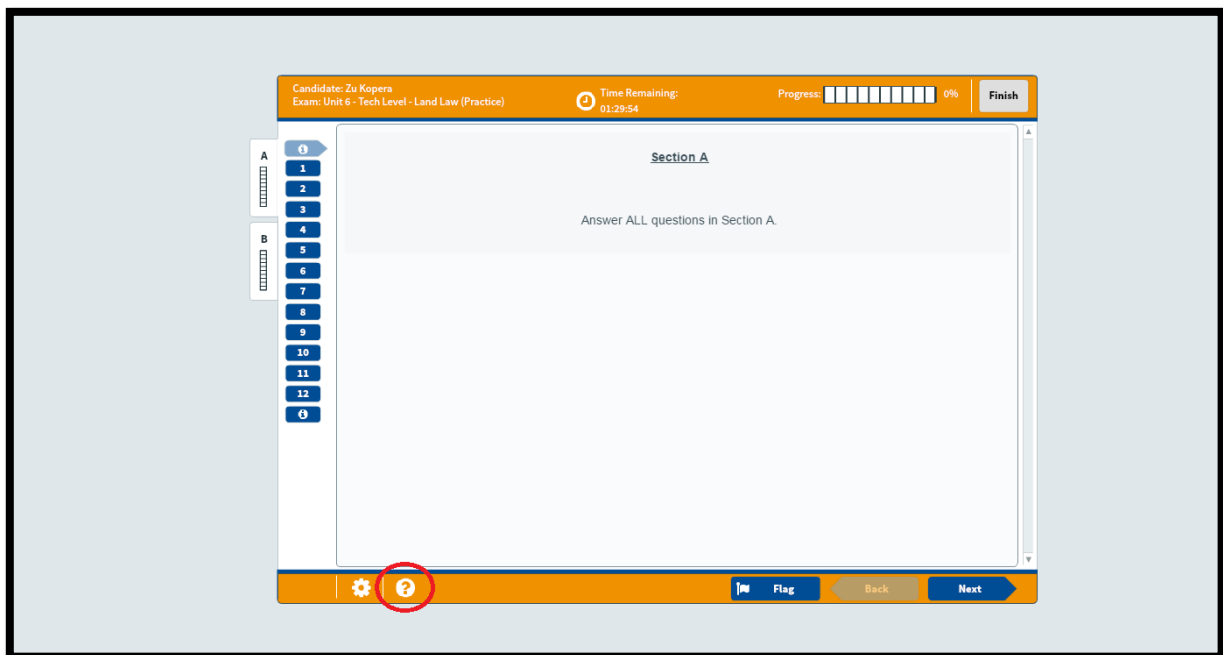 Candidate: Zu Kopera
Exam: Unit 6 - Tech Level - Land Law (Practice)
Time Remaining:
01:29:54
Progress:
0%
Finish
A
B
1
2
3
4
5
6
7
8
9
10
11
12
Section A
Answer ALL questions in Section A.
Flag
Back
Next